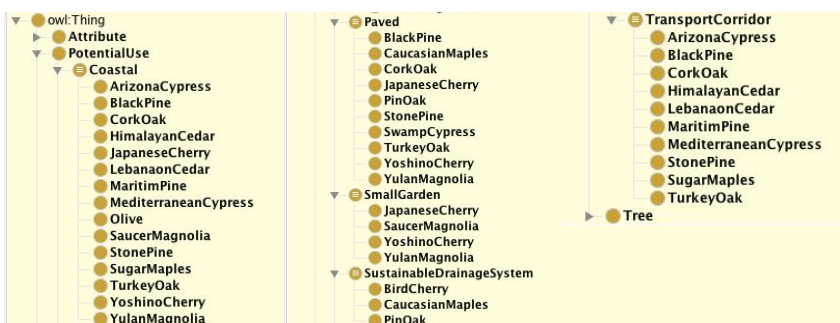 owl:Thing
Attribute
PotentialUse
Coastal
ArizonaCypress
BlackPine
CorkOak
HimalayanCedar
JapaneseCherry
LebanaonCedar
MaritimPine
MediterraneanCypress
Olive
SaucerMagnolia
StonePine
SugarMaples
TurkeyOak
YoshinoCherry
YulanMagnolia
Paved
BlackPine
CaucasianMaples
CorkOak
JapaneseCherry
PinOak
StonePine
SwampCypress
TurkeyOak
YoshinoCherry
YulanMagnolia
SmallGarden
JapaneseCherry
SaucerMagnolia
YoshinoCherry
YulanMagnolia
SustainableDrainageSystem
BirdCherry
CaucasianMaples
PinOak
TransportCorridor
ArizonaCypress
BlackPine
CorkOak
HimalayanCedar
LebanaonCedar
MaritimPine
MediterraneanCypress
StonePine
SugarMaples
TurkeyOak
Tree